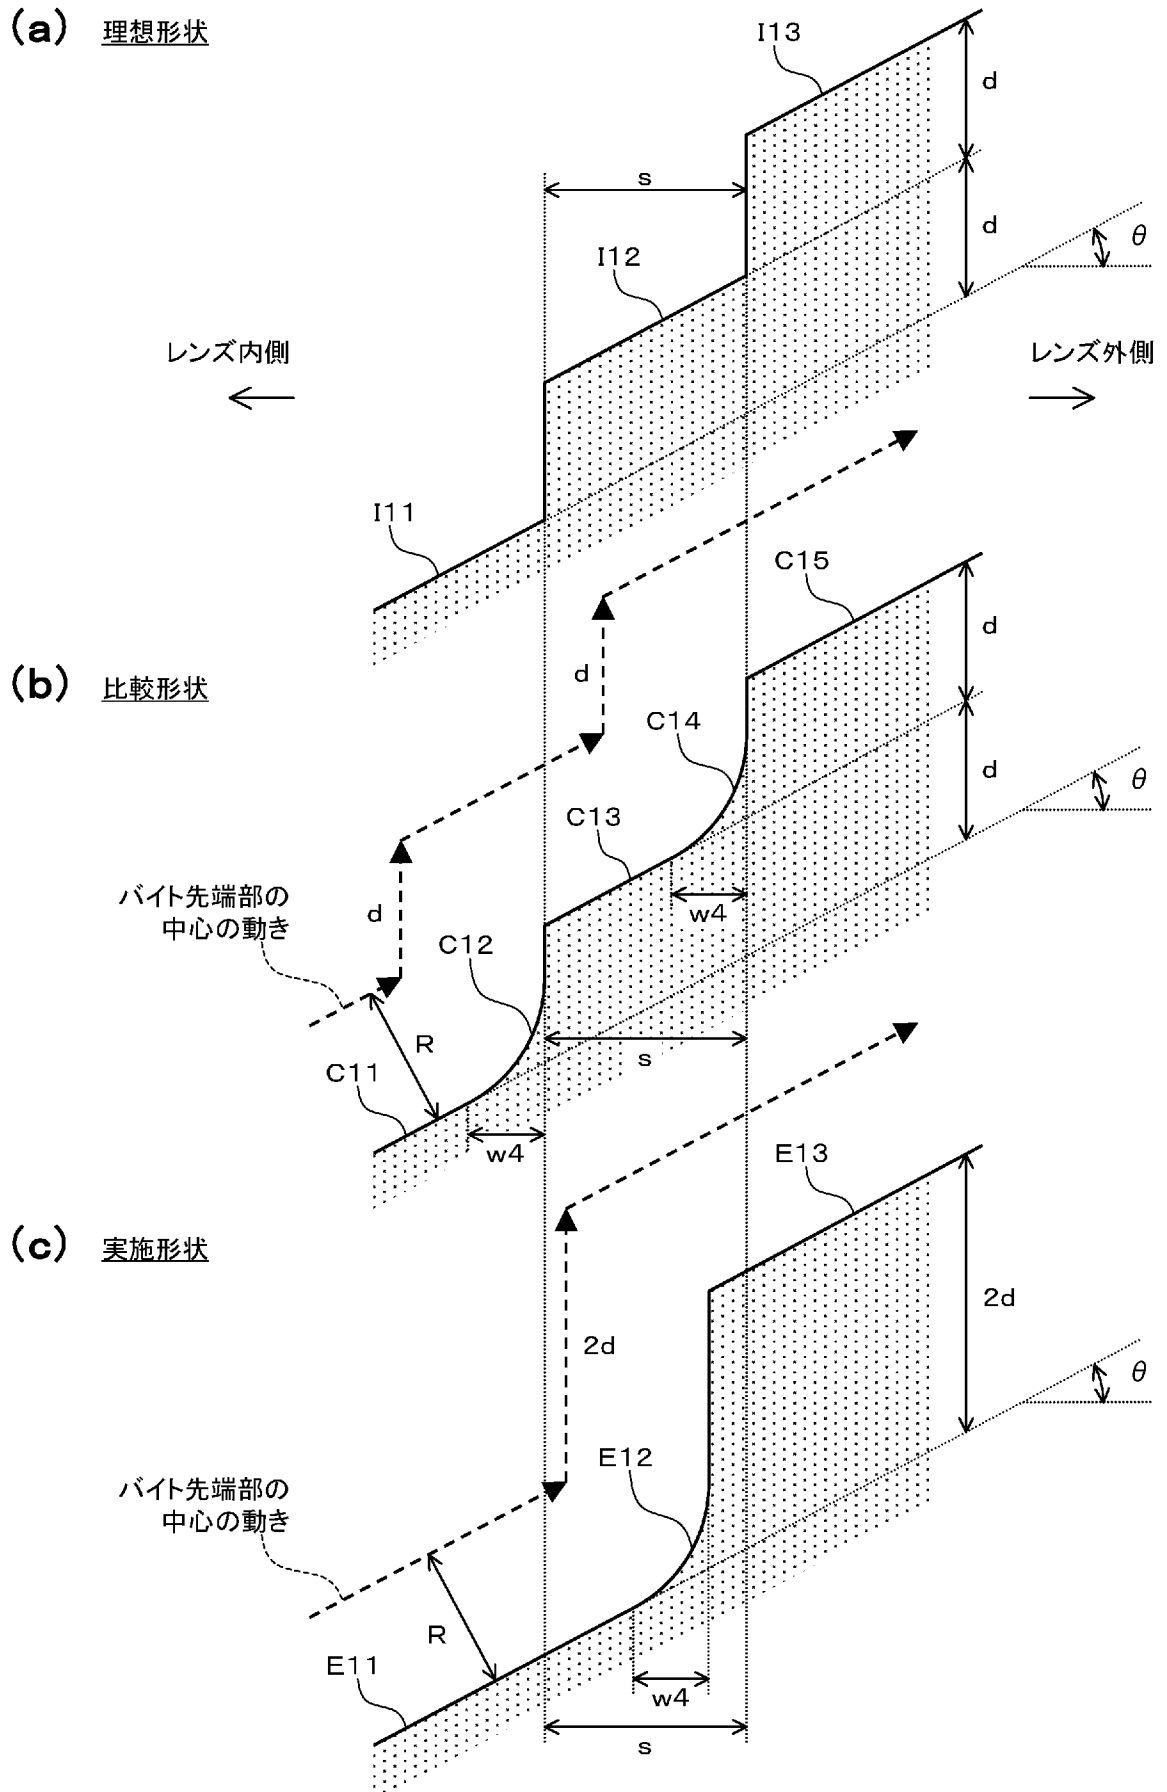 (a) 理想形状
I13
d
s
d
θ
I12
レンズ内側
レンズ外側
I11
C15
d
(b) 比較形状
d
C14
d
θ
C13
バイト先端部の
中心の動き
d
w4
C12
R
s
C11
w4
E13
(c) 実施形状
2d
2d
θ
E12
バイト先端部の
中心の動き
R
E11
w4
s